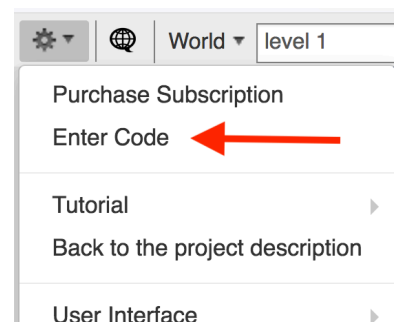 World level 1
Purchase Subscription
Enter Code
Tutorial
Back to the project description
User Interface